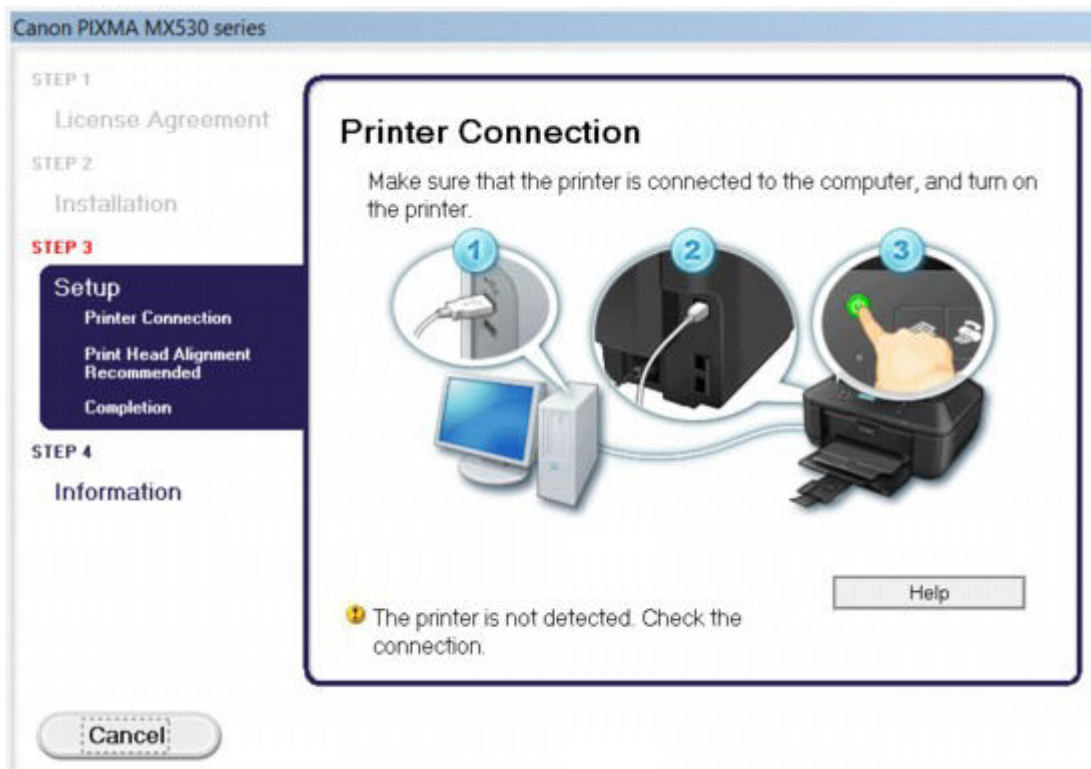 Canon PIXMA MX530 series
STEP 1
License Agreement
STEP 2
Installation
STEP 3
Setup
Printer Connection
Print Head Alignment
Recommended
Completion
STEP 4
Information
Printer Connection
Make sure that the printer is connected to the computer, and turn on
the printer.
1
2
3
Help
The printer is not detected. Check the
connection.
Cancel